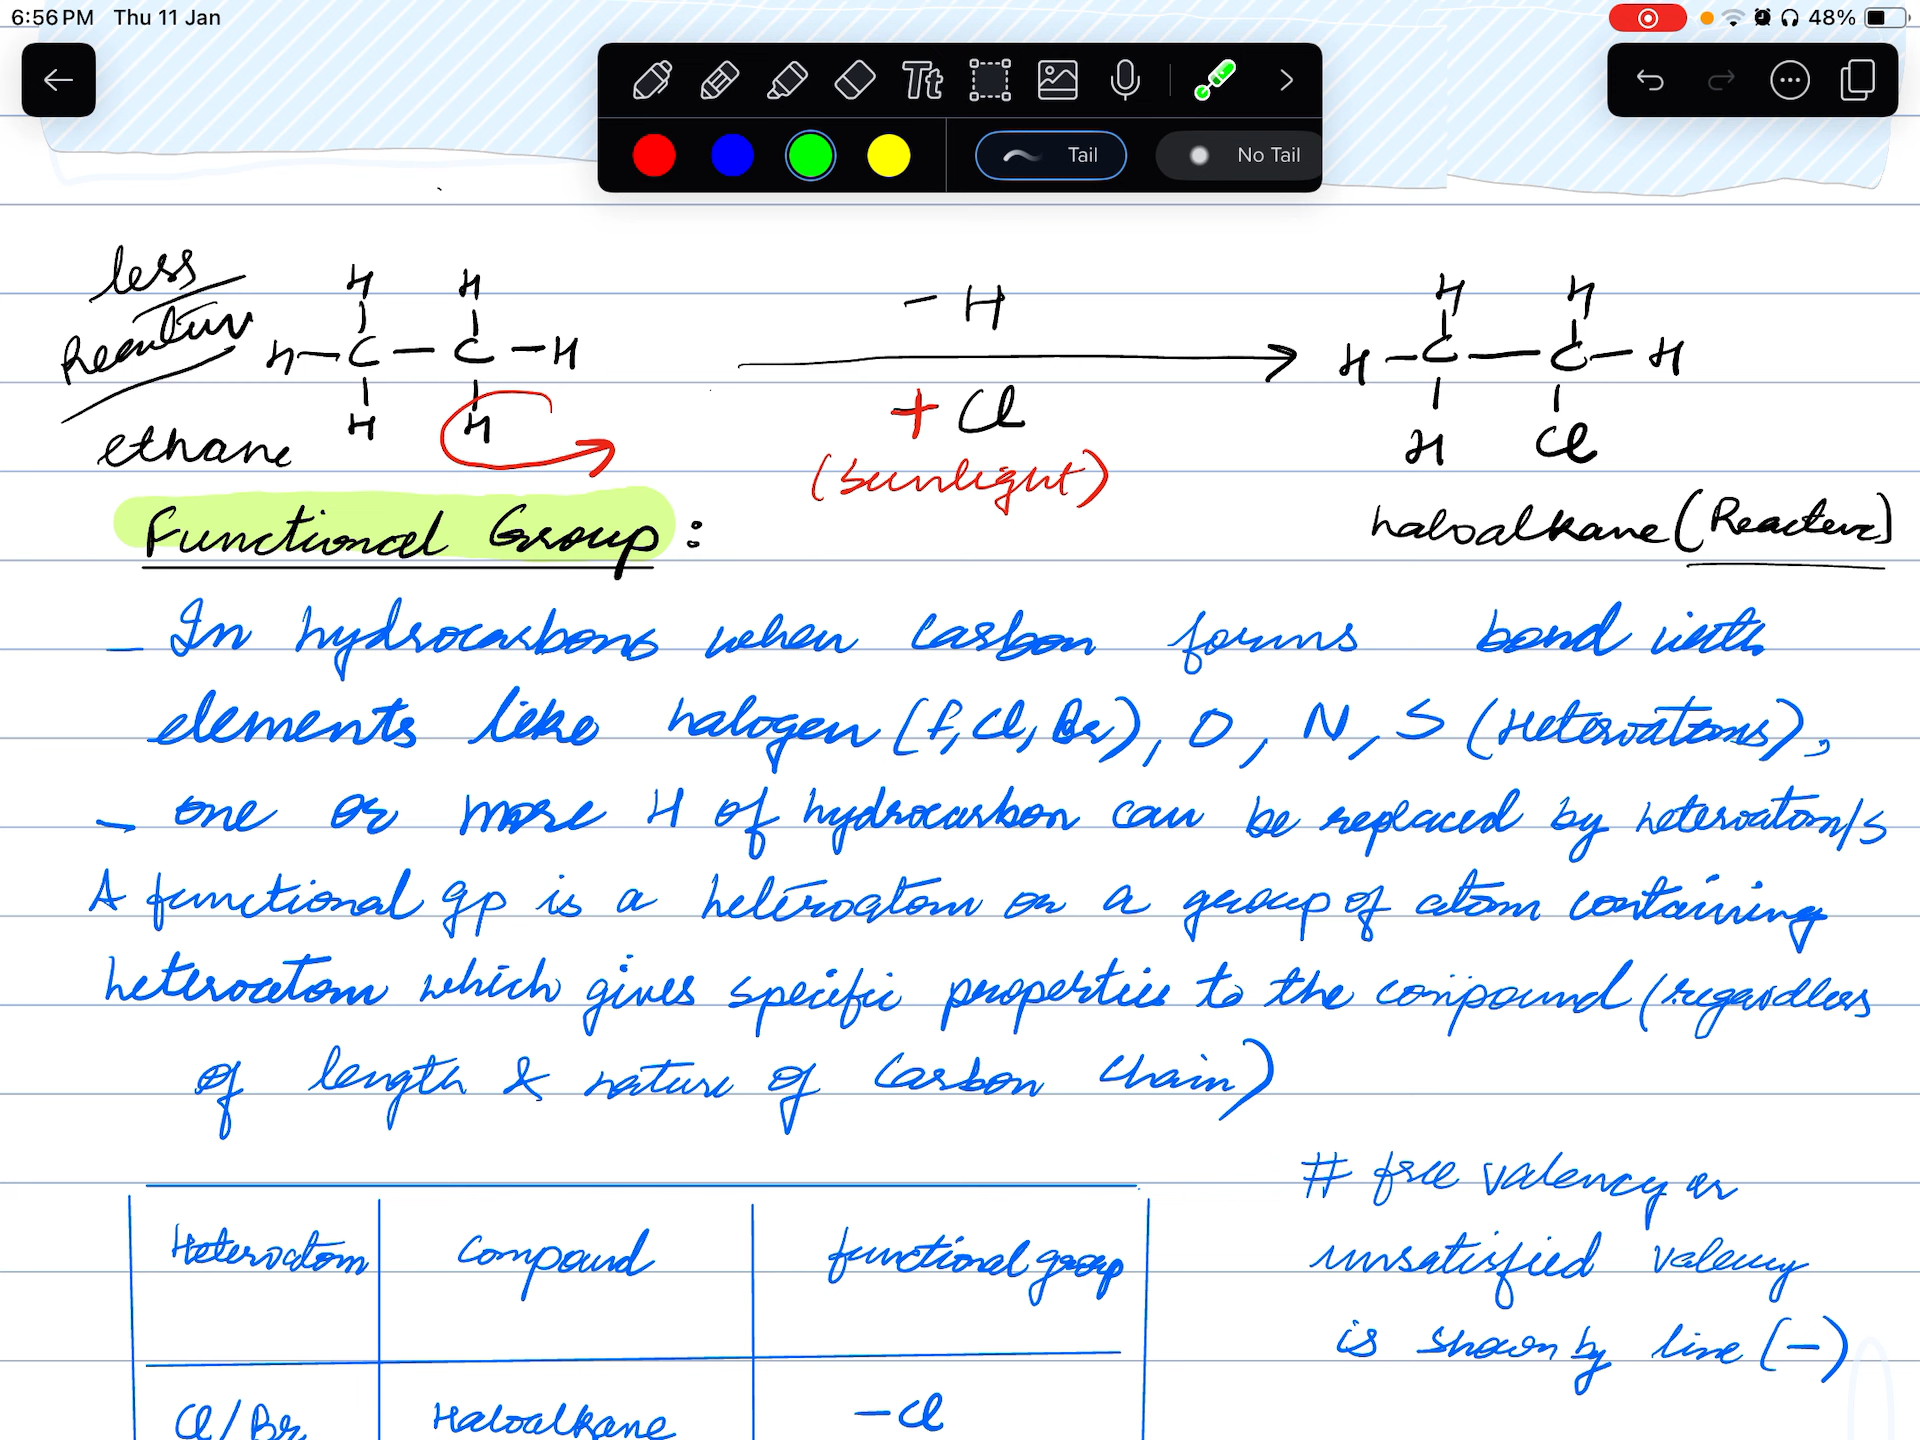 6:56 PM Thu 11 Jan 48%
Tt
Tail No Tail
less
Reactive
H H
H-C-C-H
H H
ethane
-H
+ Cl
(sunlight)
H H
H-C-C-H
H Cl
haloalkane (Reactive)
Functional Group:
- In hydrocarbons when carbon forms bond with
elements like halogen (F, Cl, Br), O, N, S (Heteroatoms),
- one or more H of hydrocarbon can be replaced by heteroatom/s
A functional gp is a heteroatom or a group of atom containing
heteroatom which gives specific properties to the compound (regardless
of length & nature of Carbon chain)
# free valency or
unsatisfied valency
is shown by line (-)
Heteroatom Compound functional group
Cl/Br Haloalkane -Cl